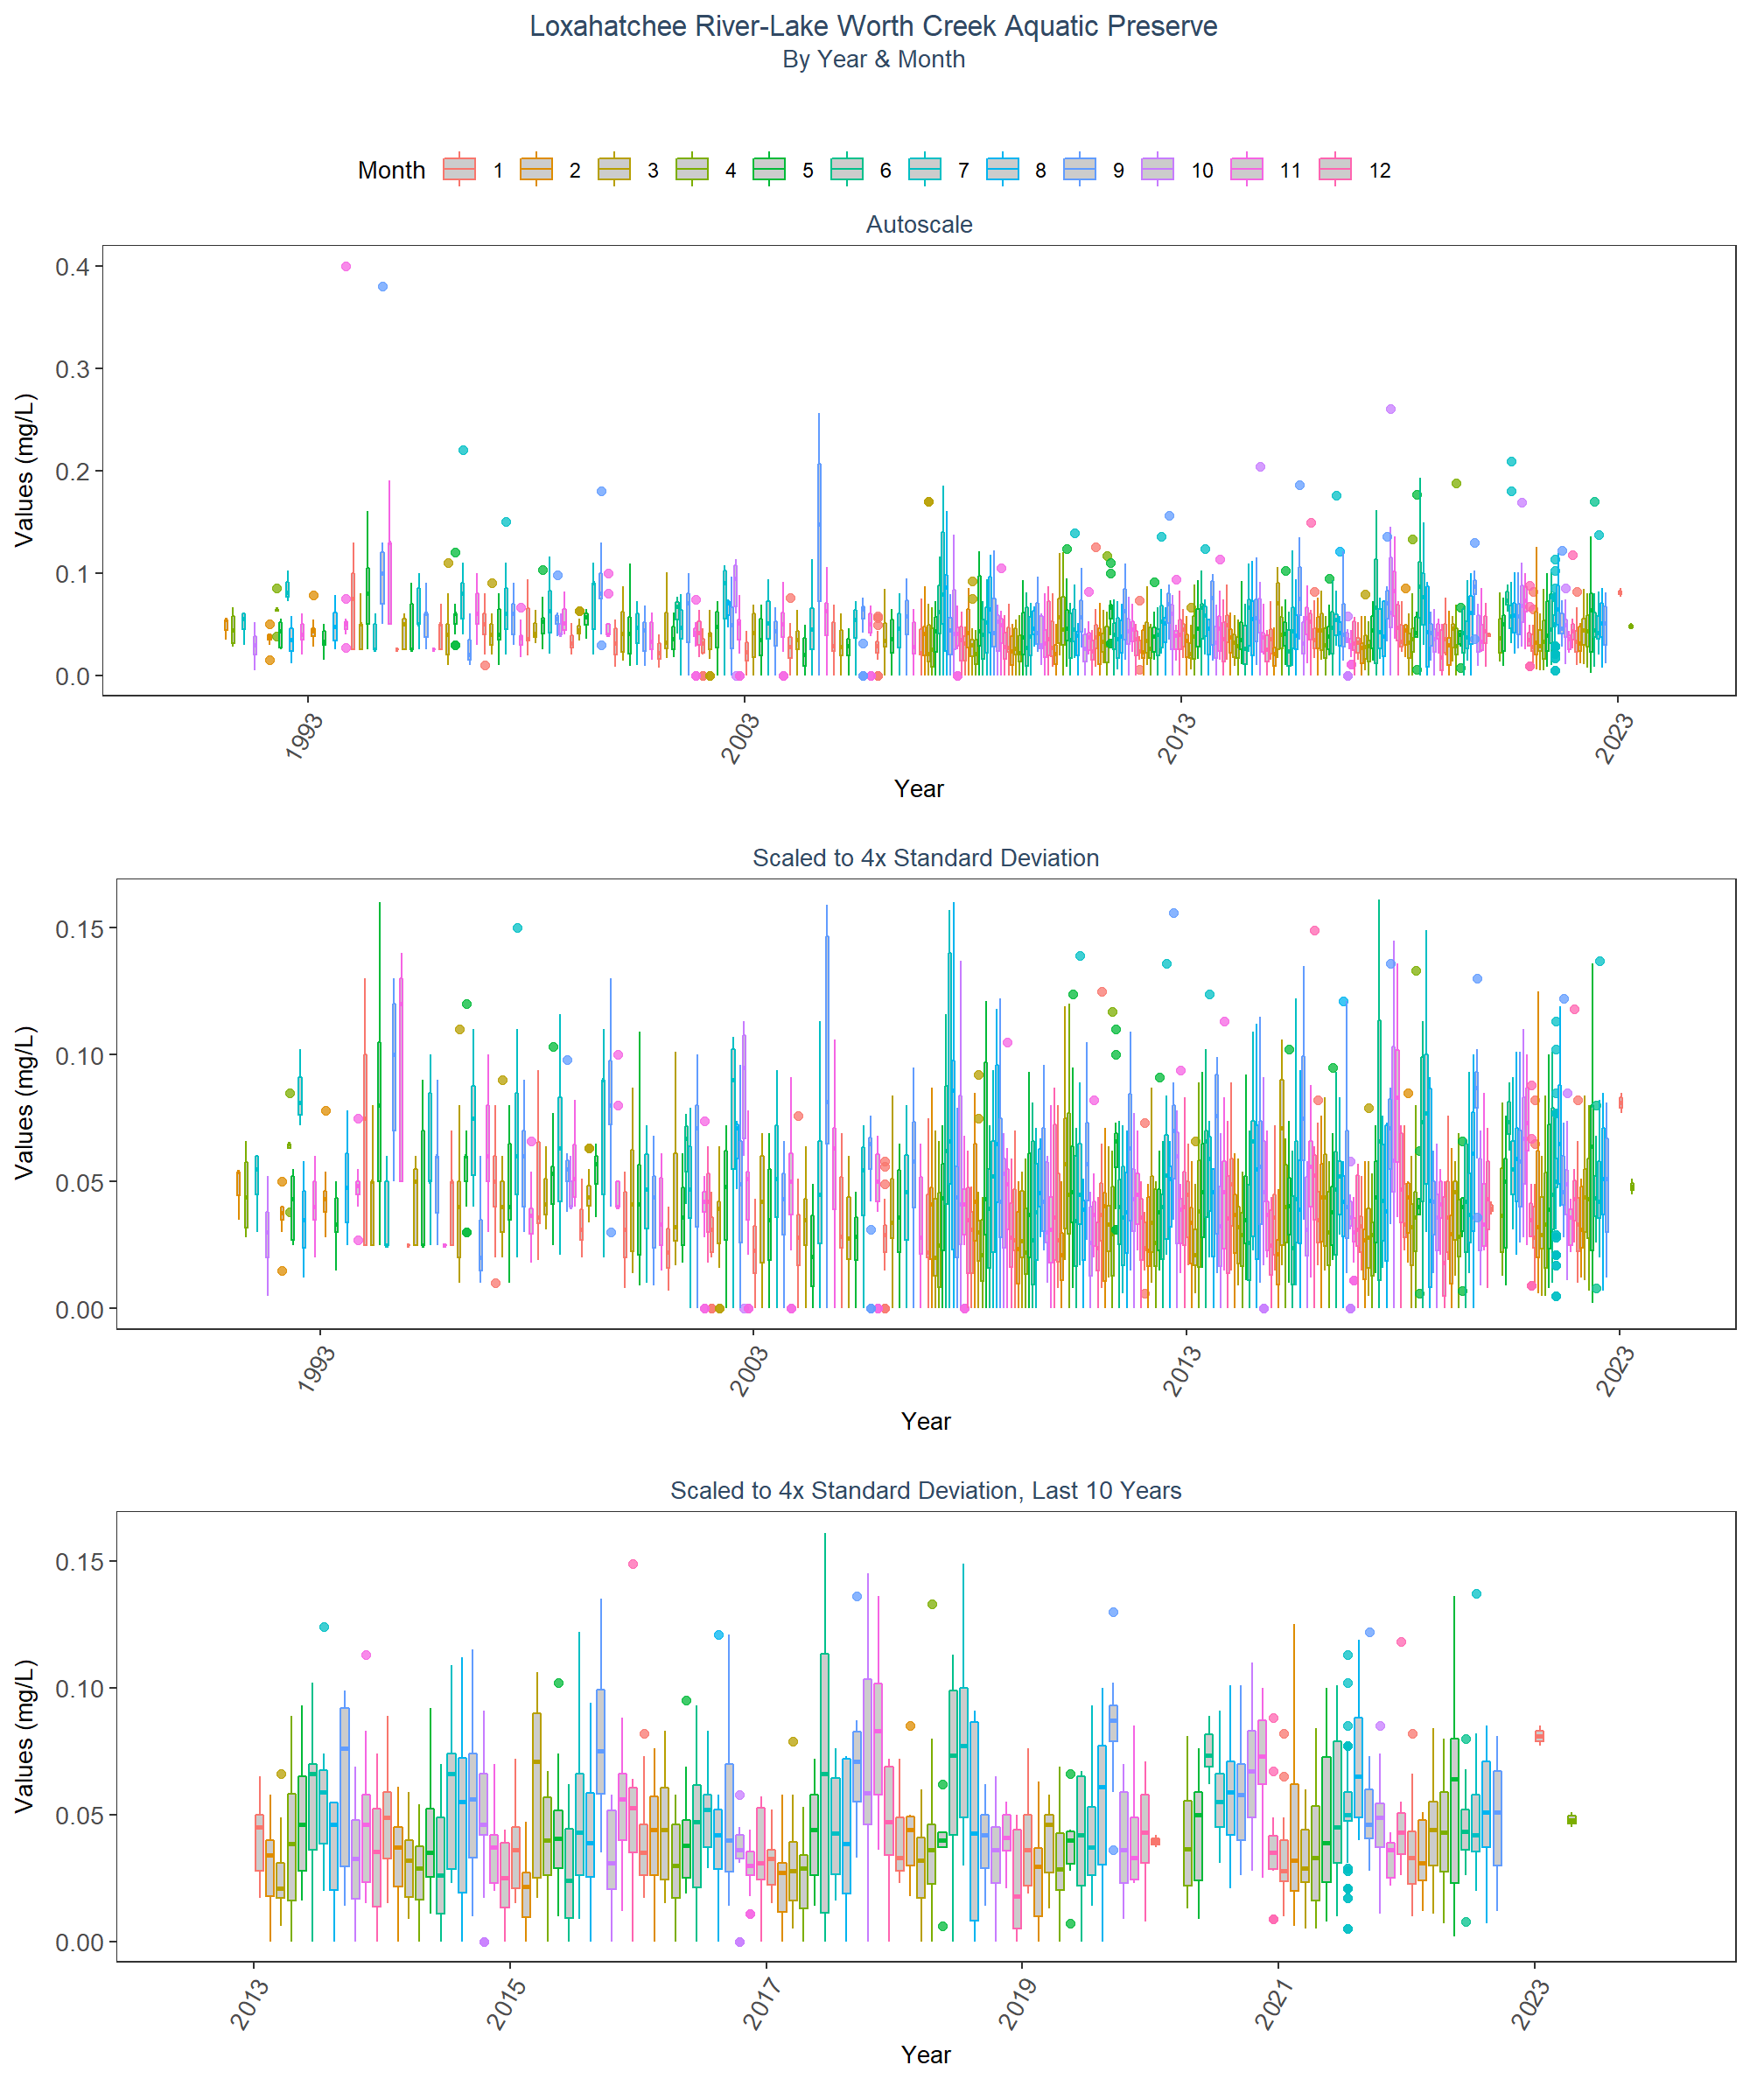 Loxahatchee River-Lake Worth Creek Aquatic Preserve
By Year & Month
Month 1 2 3 4 5 6 7 8 9 10 11 12
Autoscale
Values (mg/L)
0.4
0.3
0.2
0.1
0.0
1993 2003 2013 2023
Year
Scaled to 4x Standard Deviation
Values (mg/L)
0.15
0.10
0.05
0.00
1993 2003 2013 2023
Year
Scaled to 4x Standard Deviation, Last 10 Years
Values (mg/L)
0.15
0.10
0.05
0.00
2013 2015 2017 2019 2021 2023
Year